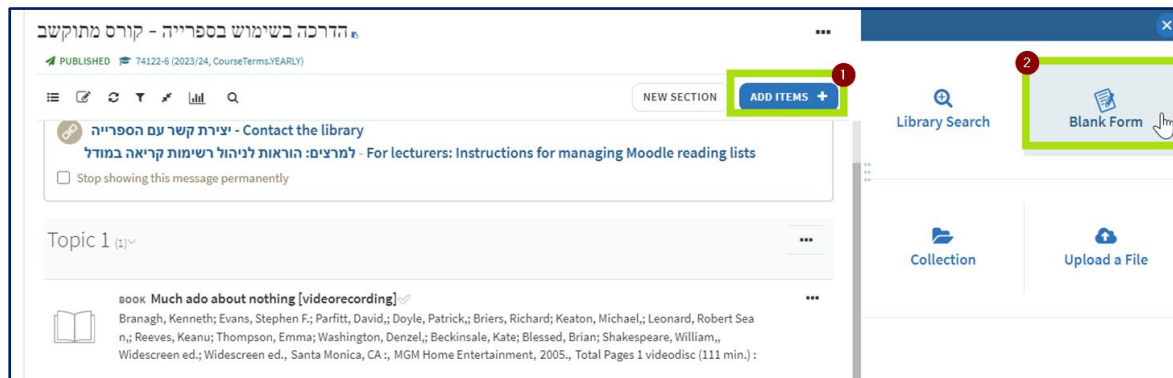 הדרכה בשימוש בספרייה - קורס מתוקשב
PUBLISHED 74122-6 (2023/24, CourseTerms.YEARLY)
NEW SECTION
ADD ITEMS +
1
יצירת קשר עם הספרייה - Contact the library
למרצים: הוראות לניהול רשימות קריאה במודל - For lecturers: Instructions for managing Moodle reading lists
Stop showing this message permanently
Topic 1 (1)
BOOK Much ado about nothing [videorecording]
Branagh, Kenneth; Evans, Stephen F.; Parfitt, David,; Doyle, Patrick,; Briers, Richard; Keaton, Michael,; Leonard, Robert Sea
n,; Reeves, Keanu; Thompson, Emma; Washington, Denzel,; Beckinsale, Kate; Blessed, Brian; Shakespeare, William,,
Widescreen ed.; Widescreen ed., Santa Monica, CA :, MGM Home Entertainment, 2005., Total Pages 1 videodisc (111 min.) :
2
Library Search
Blank Form
Collection
Upload a File